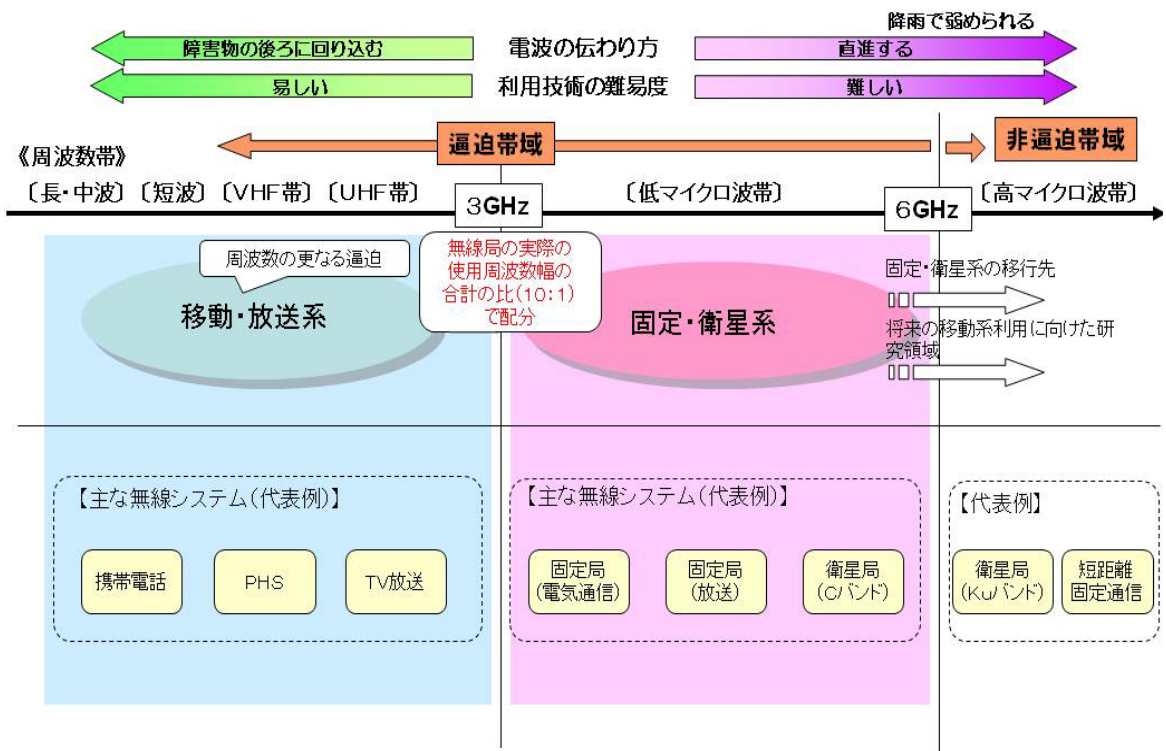 降雨で弱められる
障害物の後ろに回り込む
電波の伝わり方
直進する
易しい
利用技術の難易度
難しい
逼迫帯域
非逼迫帯域
《周波数帯》
〔長・中波〕
〔短波〕
〔VHF帯〕
〔UHF帯〕
3GHz
〔低マイクロ波帯〕
6GHz
〔高マイクロ波帯〕
周波数の更なる逼迫
移動・放送系
無線局の実際の
使用周波数幅の
合計の比(10:1)
で配分
固定・衛星系
固定・衛星系の移行先
将来の移動系利用に向けた研
究領域
【主な無線システム(代表例)】
携帯電話
PHS
TV放送
【主な無線システム(代表例)】
固定局
(電気通信)
固定局
(放送)
衛星局
(Cバンド)
【代表例】
衛星局
(Kuバンド)
短距離
固定通信